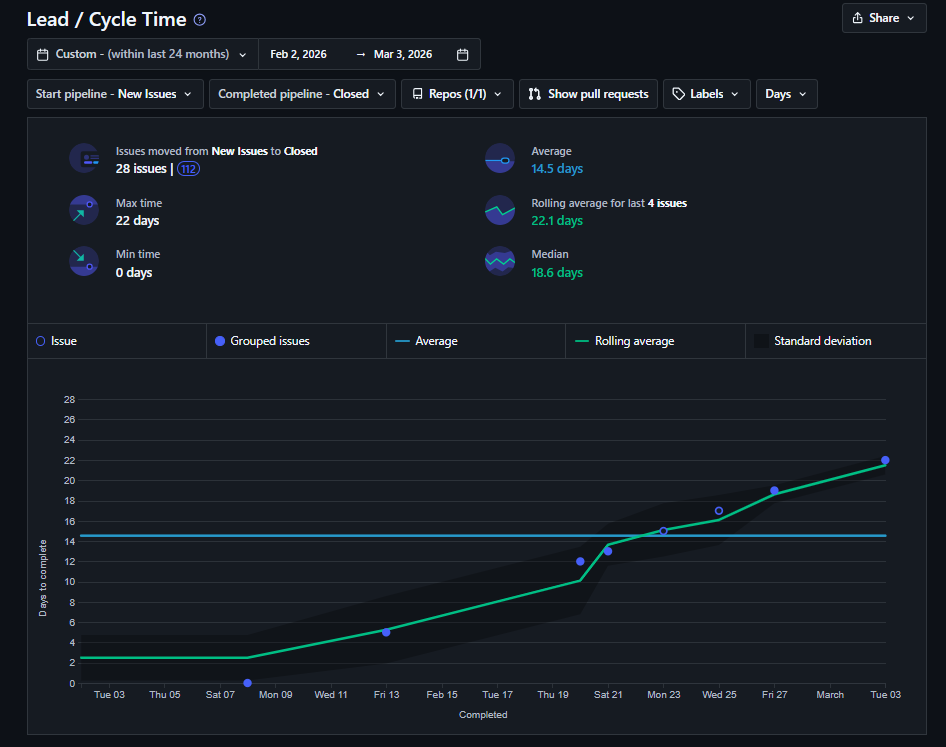 Lead / Cycle Time ?
Share
Custom - (within last 24 months) Feb 2, 2026 → Mar 3, 2026
Start pipeline - New Issues Completed pipeline - Closed Repos (1/1) Show pull requests Labels Days
Issues moved from New Issues to Closed
28 issues | 112
Average
14.5 days
Max time
22 days
Rolling average for last 4 issues
22.1 days
Min time
0 days
Median
18.6 days
Issue Grouped issues Average Rolling average Standard deviation
28
26
24
22
20
18
16
14
12
10
8
6
4
2
0
Days to complete
Tue 03 Thu 05 Sat 07 Mon 09 Wed 11 Fri 13 Feb 15 Tue 17 Thu 19 Sat 21 Mon 23 Wed 25 Fri 27 March Tue 03
Completed